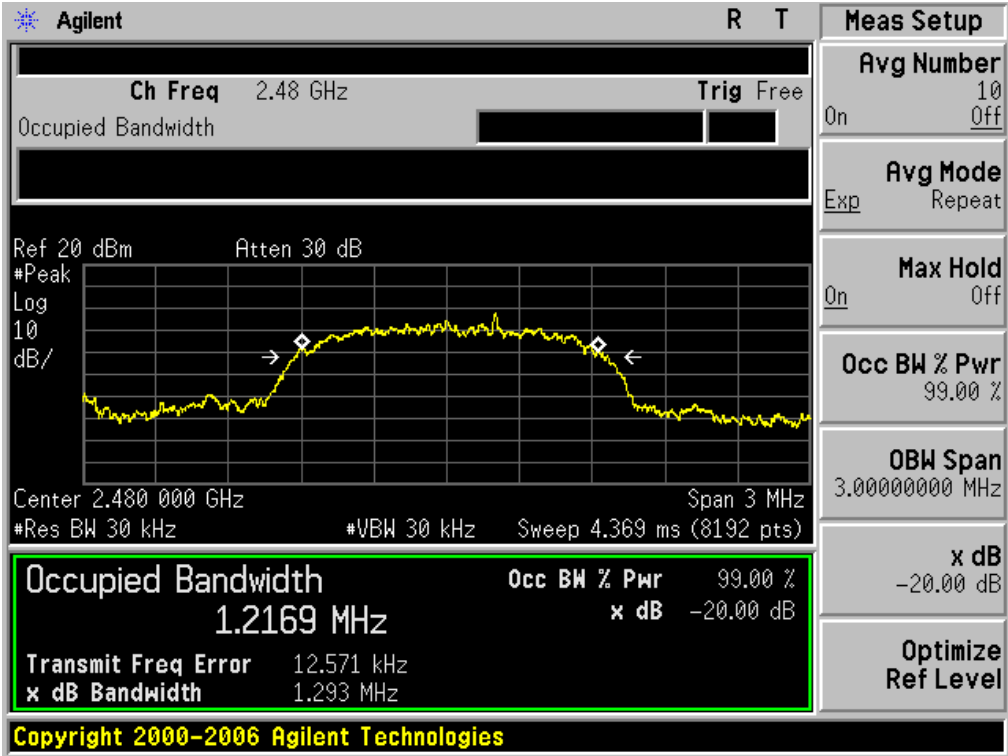 Agilent R T
Ch Freq 2.48 GHz Trig Free
Occupied Bandwidth
Ref 20 dBm Atten 30 dB
#Peak
Log
10
dB/
Center 2.480 000 GHz Span 3 MHz
#Res BW 30 kHz #VBW 30 kHz Sweep 4.369 ms (8192 pts)
Occupied Bandwidth Occ BW % Pwr 99.00 %
1.2169 MHz x dB -20.00 dB
Transmit Freq Error 12.571 kHz
x dB Bandwidth 1.293 MHz
Copyright 2000-2006 Agilent Technologies
Meas Setup
Avg Number
10
On Off
Avg Mode
Exp Repeat
Max Hold
On Off
Occ BW % Pwr
99.00 %
OBW Span
3.00000000 MHz
x dB
-20.00 dB
Optimize
Ref Level